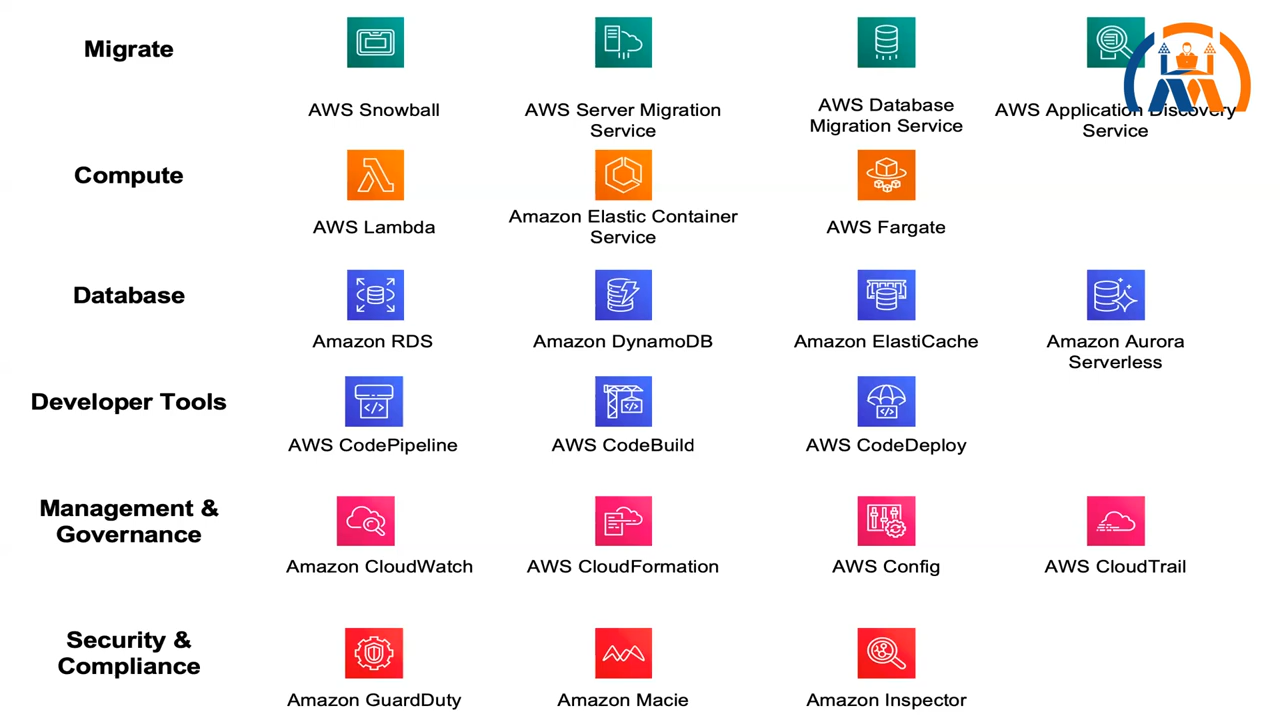 Migrate
AWS Snowball
AWS Server Migration
Service
AWS Database
Migration Service
AWS Application Discovery
Service
Compute
AWS Lambda
Amazon Elastic Container
Service
AWS Fargate
Database
Amazon RDS
Amazon DynamoDB
Amazon ElastiCache
Amazon Aurora
Serverless
Developer Tools
AWS CodePipeline
AWS CodeBuild
AWS CodeDeploy
Management &
Governance
Amazon CloudWatch
AWS CloudFormation
AWS Config
AWS CloudTrail
Security &
Compliance
Amazon GuardDuty
Amazon Macie
Amazon Inspector